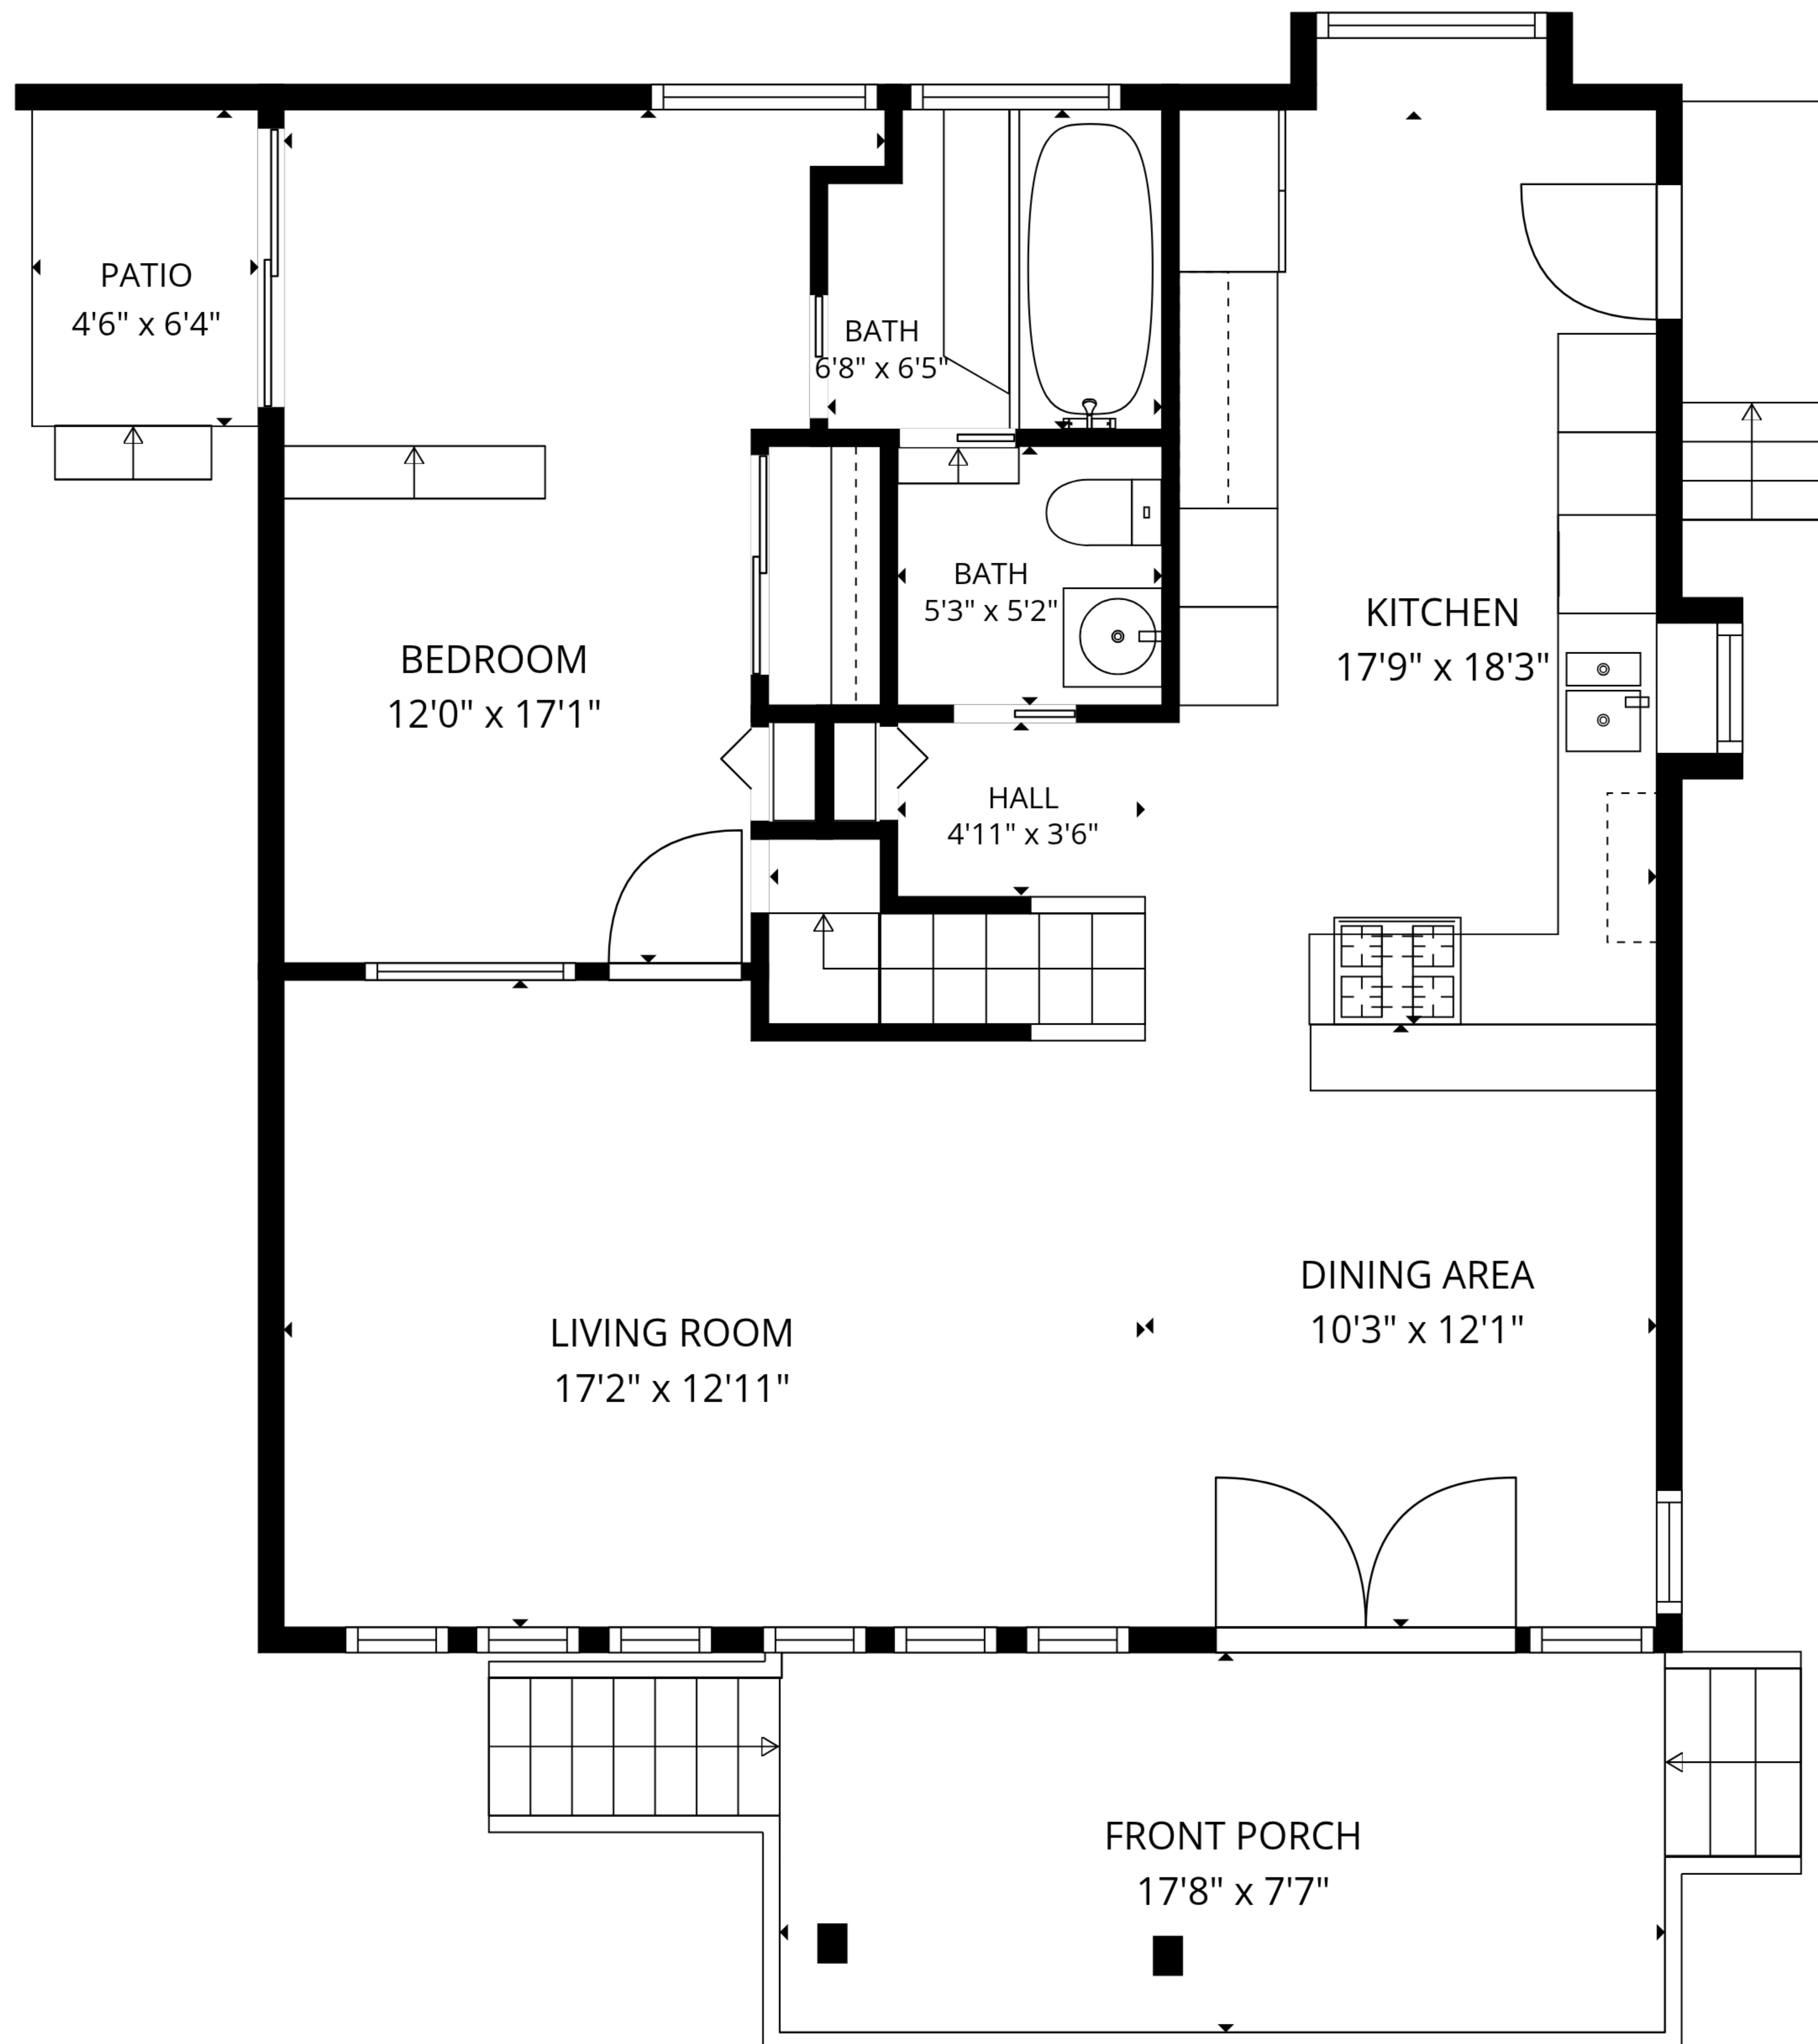 PATIO
4'6" x 6'4"
BATH
6'8" x 6'5"
BATH
5'3" x 5'2"
KITCHEN
17'9" x 18'3"
BEDROOM
12'0" x 17'1"
HALL
4'11" x 3'6"
DINING AREA
10'3" x 12'1"
LIVING ROOM
17'2" x 12'11"
FRONT PORCH
17'8" x 7'7"